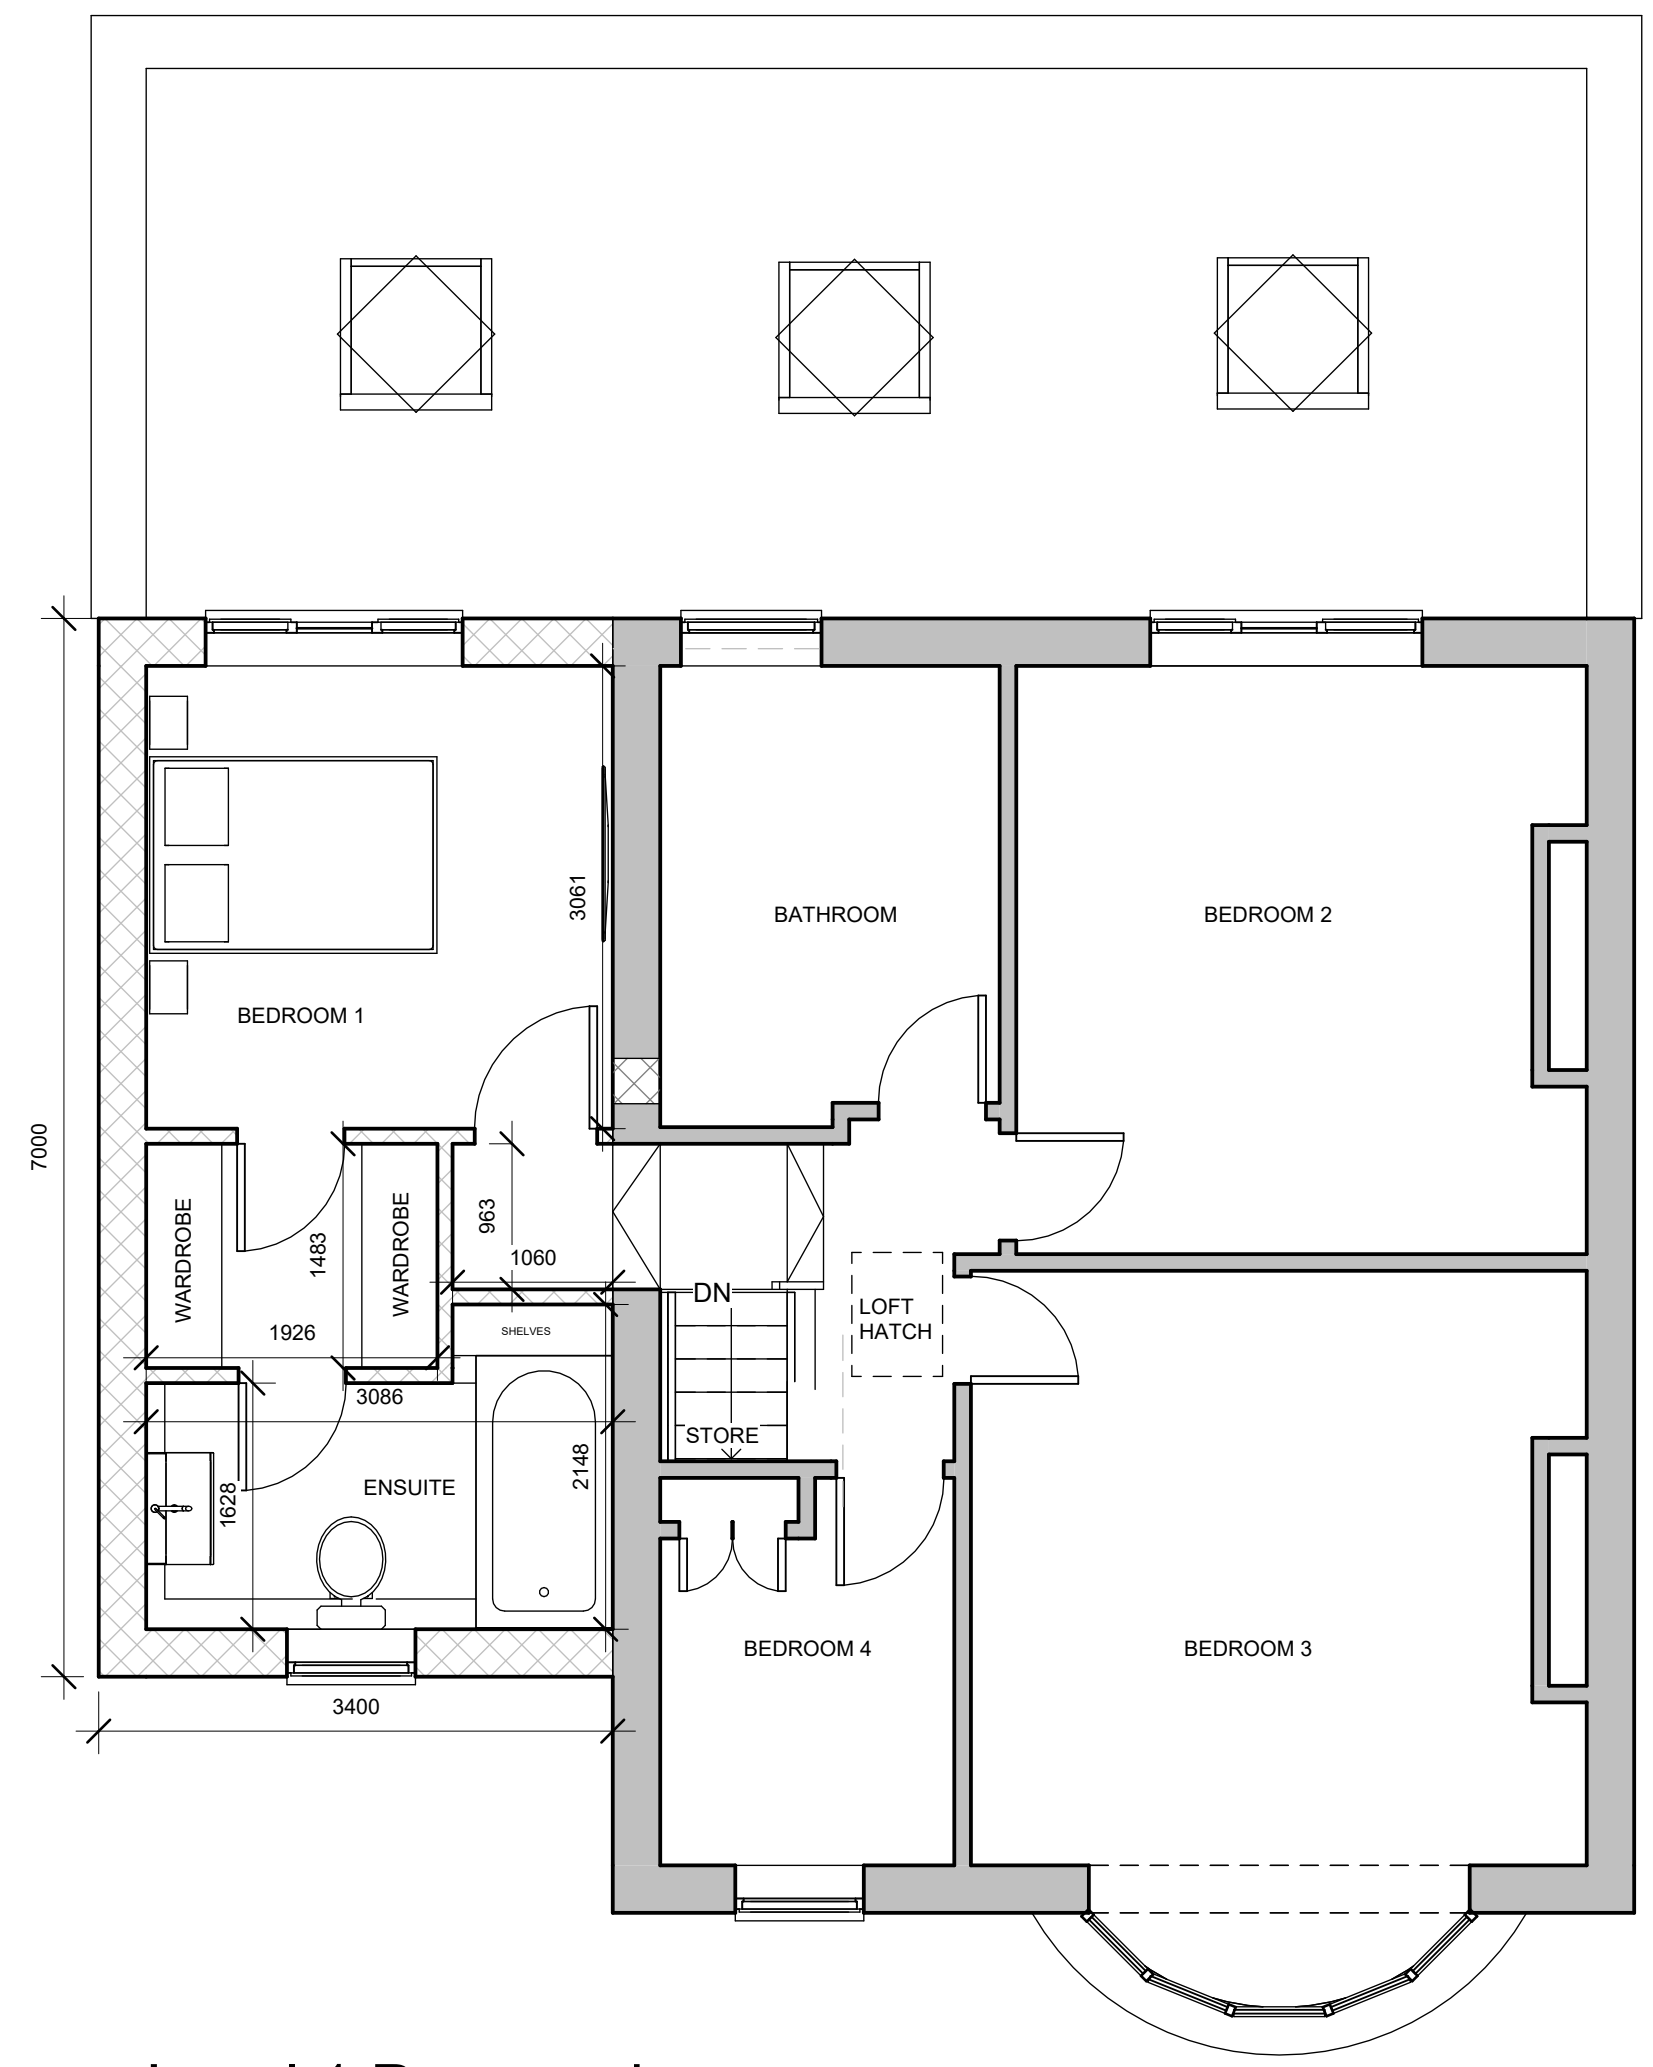 3061
BATHROOM
BEDROOM 2
BEDROOM 1
7000
WARDROBE
1483
WARDROBE
963
1060
DN
LOFT
HATCH
SHELVES
1926
3086
STORE
ENSUITE
2148
1628
BEDROOM 4
BEDROOM 3
3400